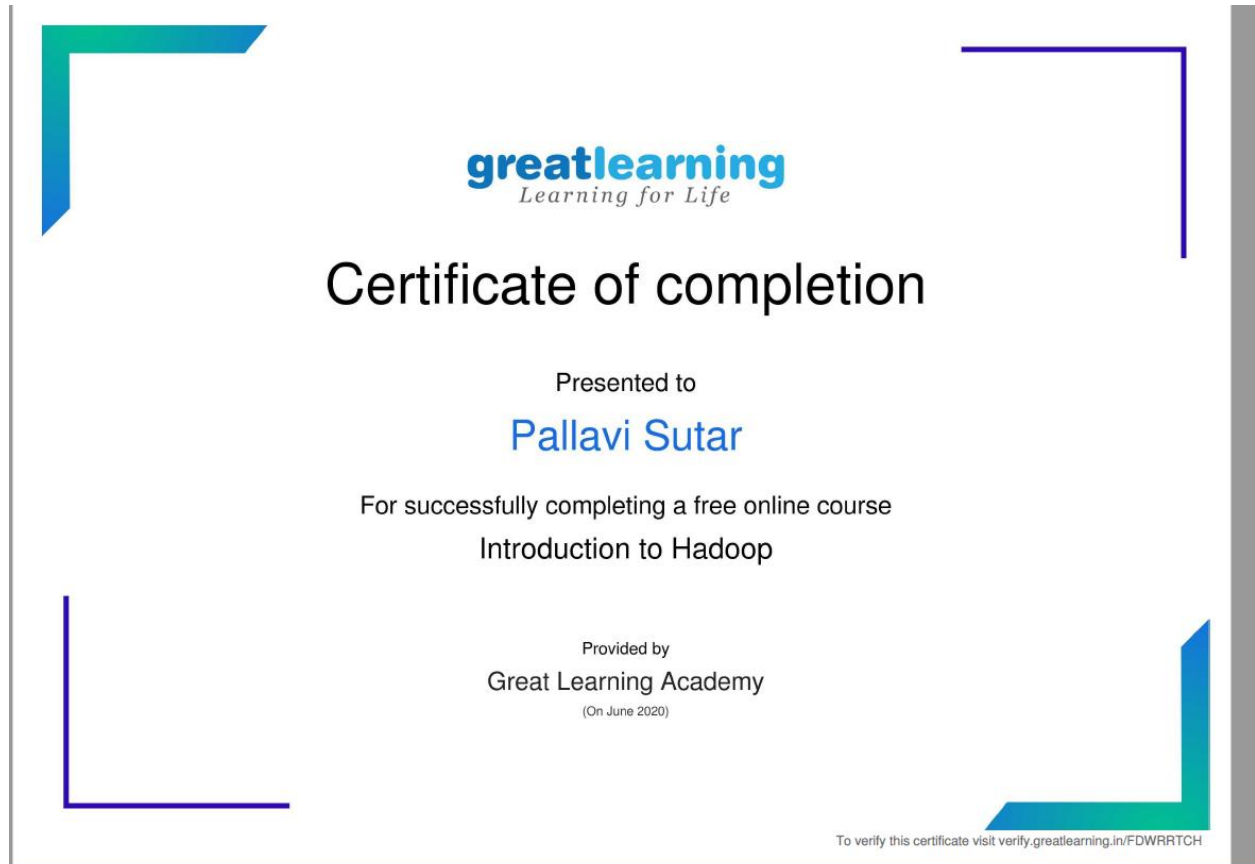 greatlearning
Learning for Life
Certificate of completion
Presented to
Pallavi Sutar
For successfully completing a free online course
Introduction to Hadoop
Provided by
Great Learning Academy
(On June 2020)
To verify this certificate visit verify.greatlearning.in/FDWRRTCH